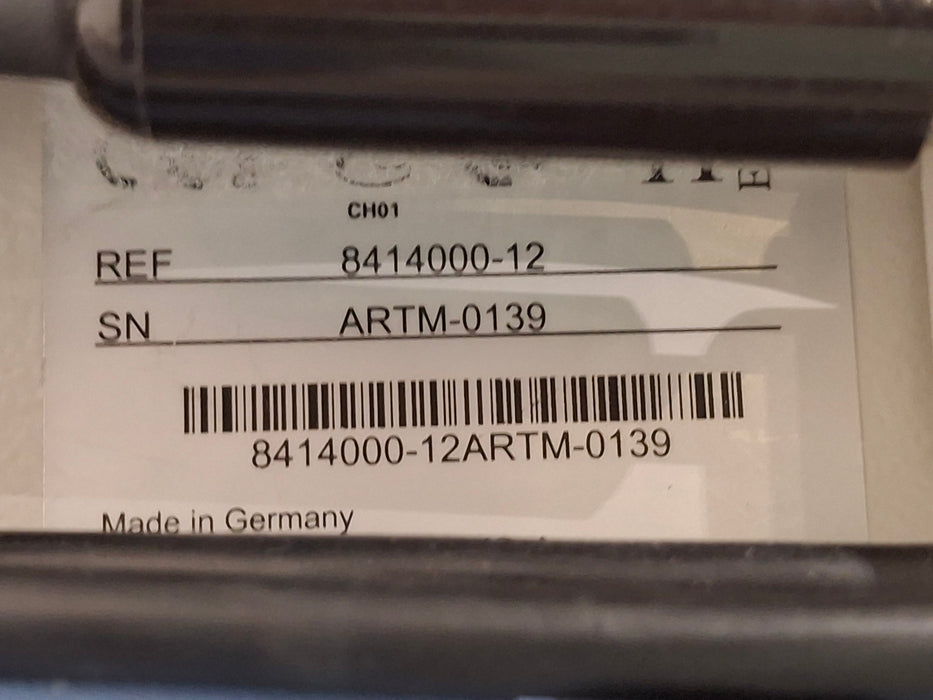 CH01
REF 8414000-12
SN ARTM-0139
8414000-12ARTM-0139
Made in Germany